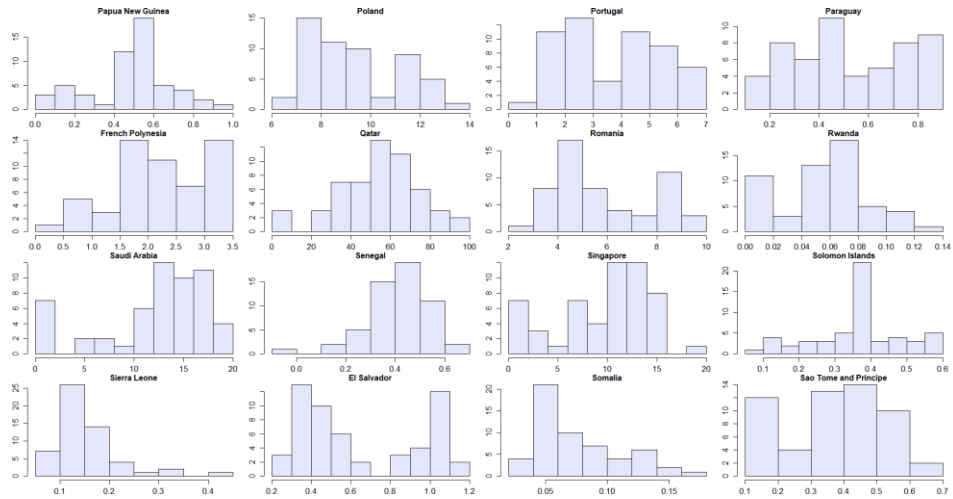 Papua New Guinea
0 5 15
0.0 0.2 0.4 0.6 0.8 1.0
Poland
0 5 10 15
6 8 10 12 14
Portugal
0 2 4 6 8 12
0 1 2 3 4 5 6 7
Paraguay
0 2 4 6 8 10
0.2 0.4 0.6 0.8
French Polynesia
0 2 6 10 14
0.0 0.5 1.0 1.5 2.0 2.5 3.0 3.5
Qatar
0 5 10
0 20 40 60 80 100
Romania
0 5 10 15
2 4 6 8 10
Rwanda
0 5 10 15
0.00 0.02 0.04 0.06 0.08 0.10 0.12 0.14
Saudi Arabia
0 2 4 6 8 12
0 5 10 15 20
Senegal
0 5 10 15
0.0 0.2 0.4 0.6
Singapore
0 2 4 6 8 12
0 5 10 15 20
Solomon Islands
0 5 10 15 20
0.1 0.2 0.3 0.4 0.5 0.6
Sierra Leone
0 5 10 15 20 25
0.1 0.2 0.3 0.4
El Salvador
0 2 4 6 8 12
0.2 0.4 0.6 0.8 1.0 1.2
Somalia
0 5 10 15 20
0.05 0.10 0.15
Sao Tome and Principe
0 2 4 6 8 10 14
0.1 0.2 0.3 0.4 0.5 0.6 0.7